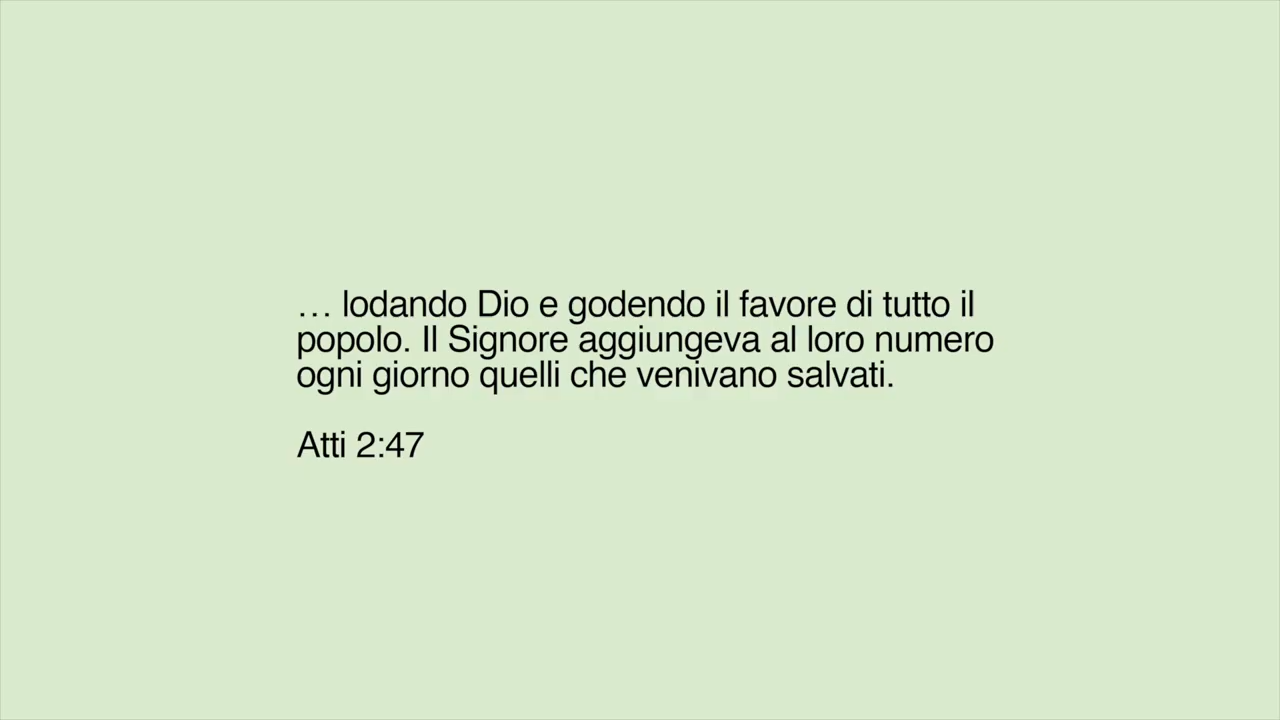 … lodando Dio e godendo il favore di tutto il
popolo. Il Signore aggiungeva al loro numero
ogni giorno quelli che venivano salvati.
Atti 2:47